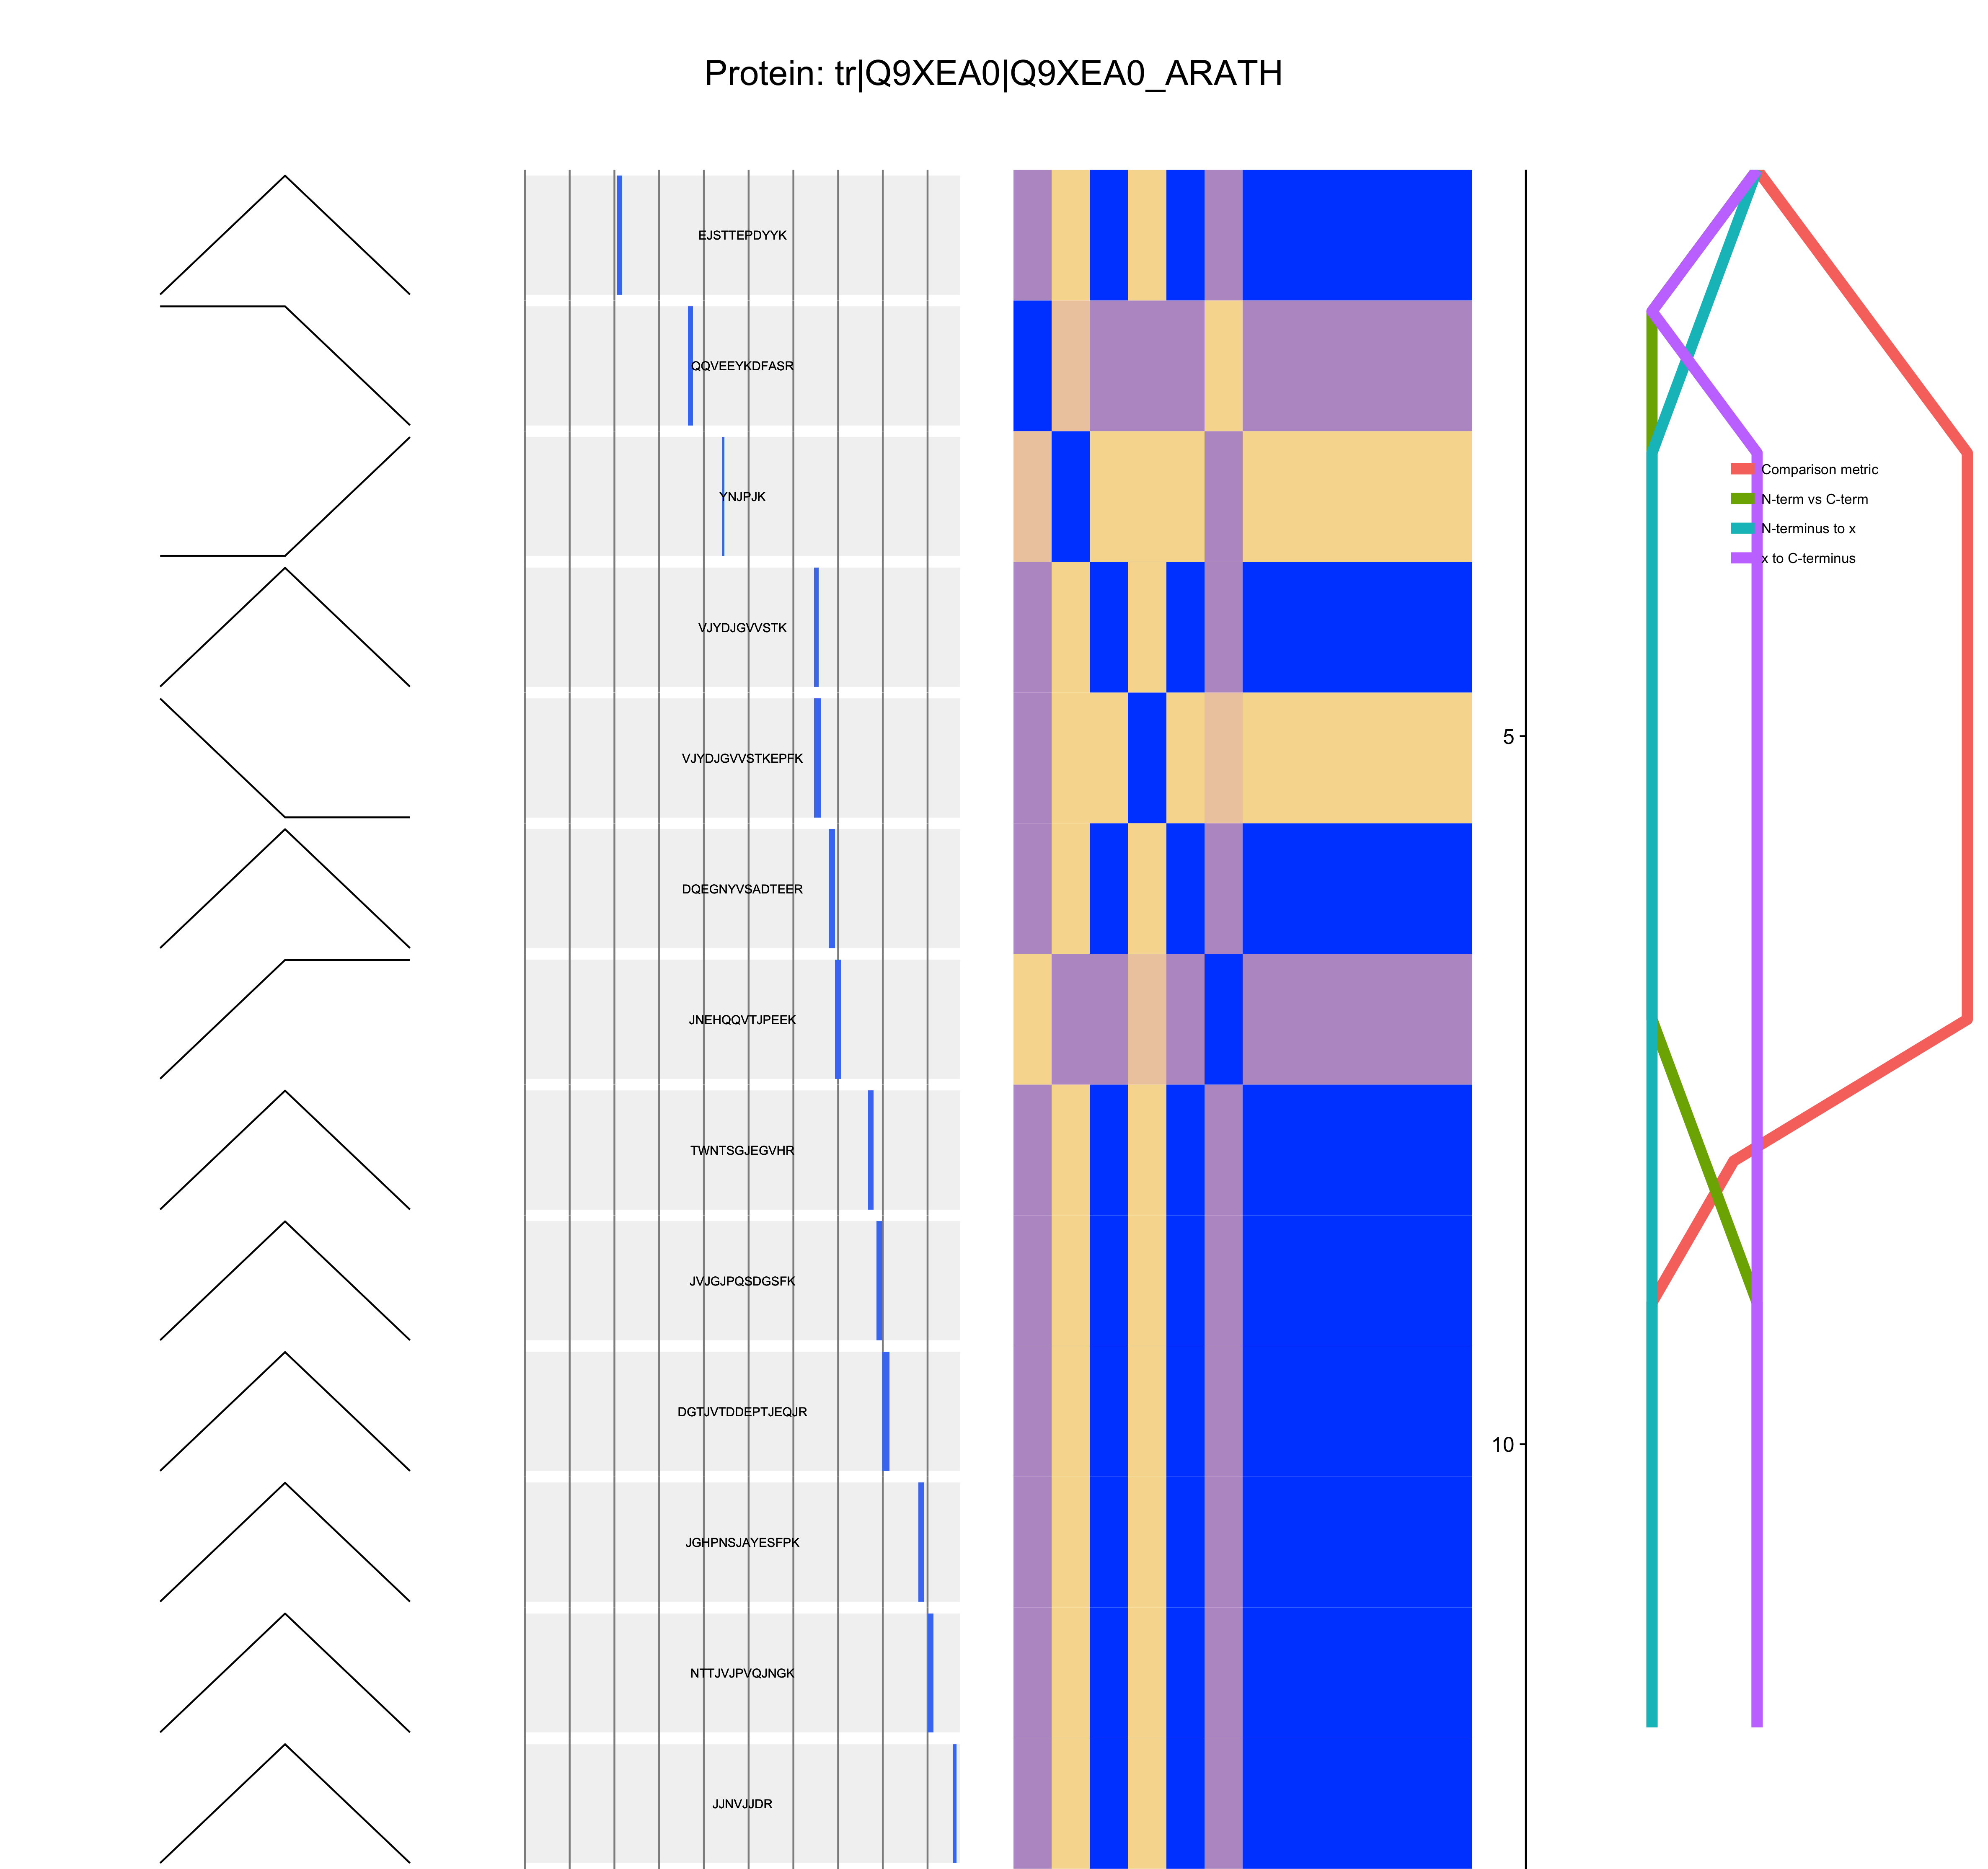 Protein: tr|Q9XEA0|Q9XEA0_ARATH
EJSTTEPDYYK
QQVEEYKDFASR
YNJPJK
Comparison metric
N-term vs C-term
N-terminus to x
x to C-terminus
VJYDJGVVSTK
5
VJYDJGVVSTKEPFK
DQEGNYVSADTEER
JNEHQQVTJPEEK
TWNTSGJEGVHR
JVJGJPQSDGSFK
DGTJVTDDEPTJEQJR
10
JGHPNSJAYESFPK
NTTJVJPVQJNGK
JJNVJJDR